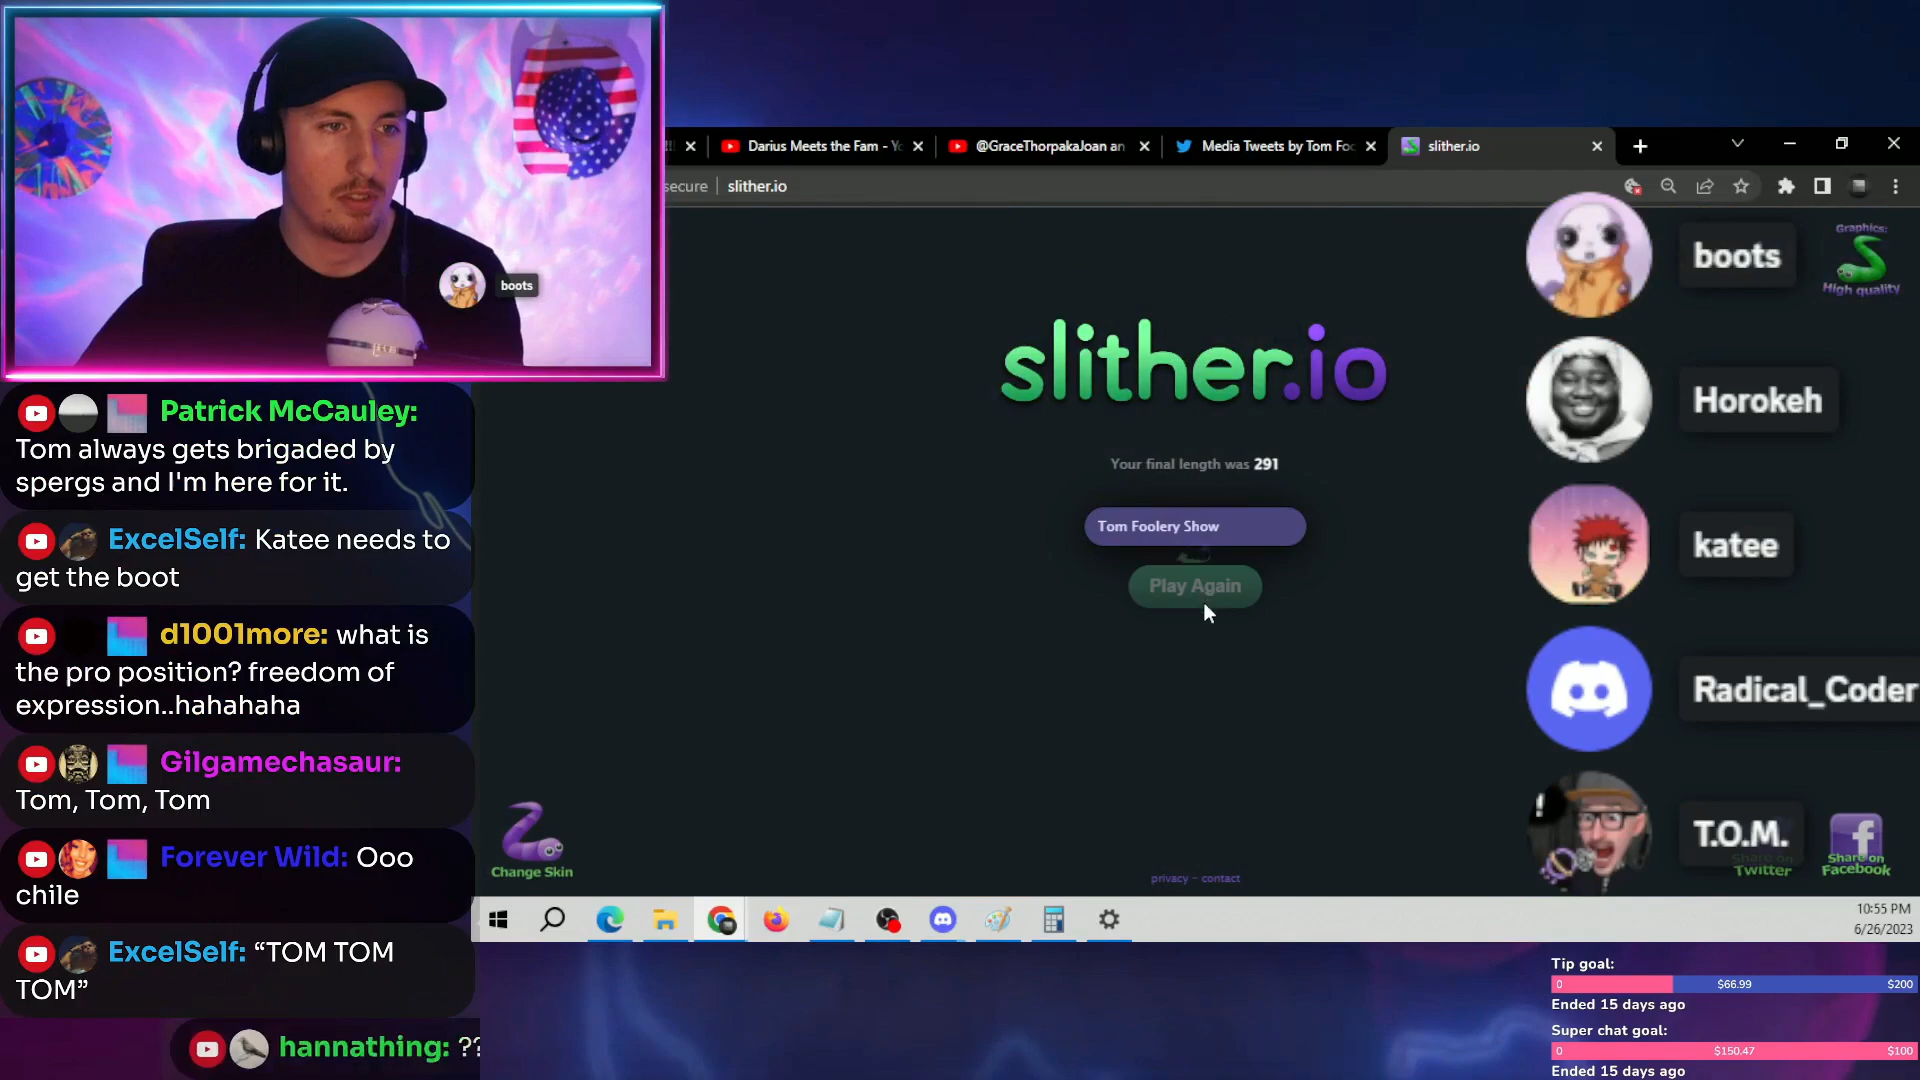 boots
!!!
Darius Meets the Fam - Yo
@GraceThorpakaJoan an
Media Tweets by Tom Foo
slither.io
secure
slither.io
boots
Graphics:
High quality
Horokeh
katee
Radical_Coder
T.O.M.
slither.io
Your final length was 291
Tom Foolery Show
Play Again
Change Skin
privacy - contact
Share on
Twitter
Share on
Facebook
Patrick McCauley:
Tom always gets brigaded by
spergs and I'm here for it.
ExcelSelf: Katee needs to
get the boot
d1001more: what is
the pro position? freedom of
expression..hahahaha
Gilgamechasaur:
Tom, Tom, Tom
Forever Wild: Ooo
chile
ExcelSelf: “TOM TOM
TOM”
hannathing: ??
10:55 PM
6/26/2023
Tip goal:
0 $66.99 $200
Ended 15 days ago
Super chat goal:
0 $150.47 $100
Ended 15 days ago